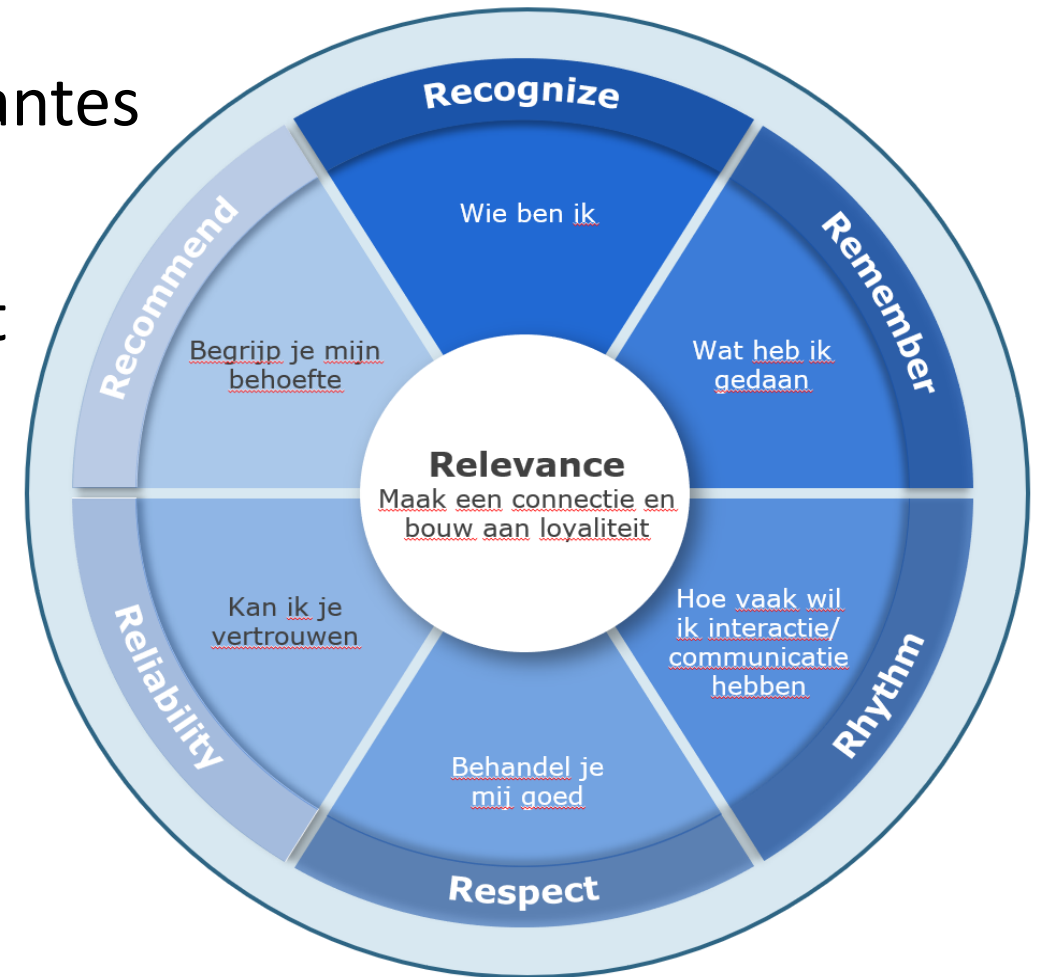 antes
t
Recognize
Wie ben ik
Remember
Wat heb ik
gedaan
Rhythm
Hoe vaak wil
ik interactie/
communicatie
hebben
Respect
Behandel je
mij goed
Reliability
Kan ik je
vertrouwen
Recommend
Begrijp je mijn
behoefte
Relevance
Maak een connectie en
bouw aan loyaliteit